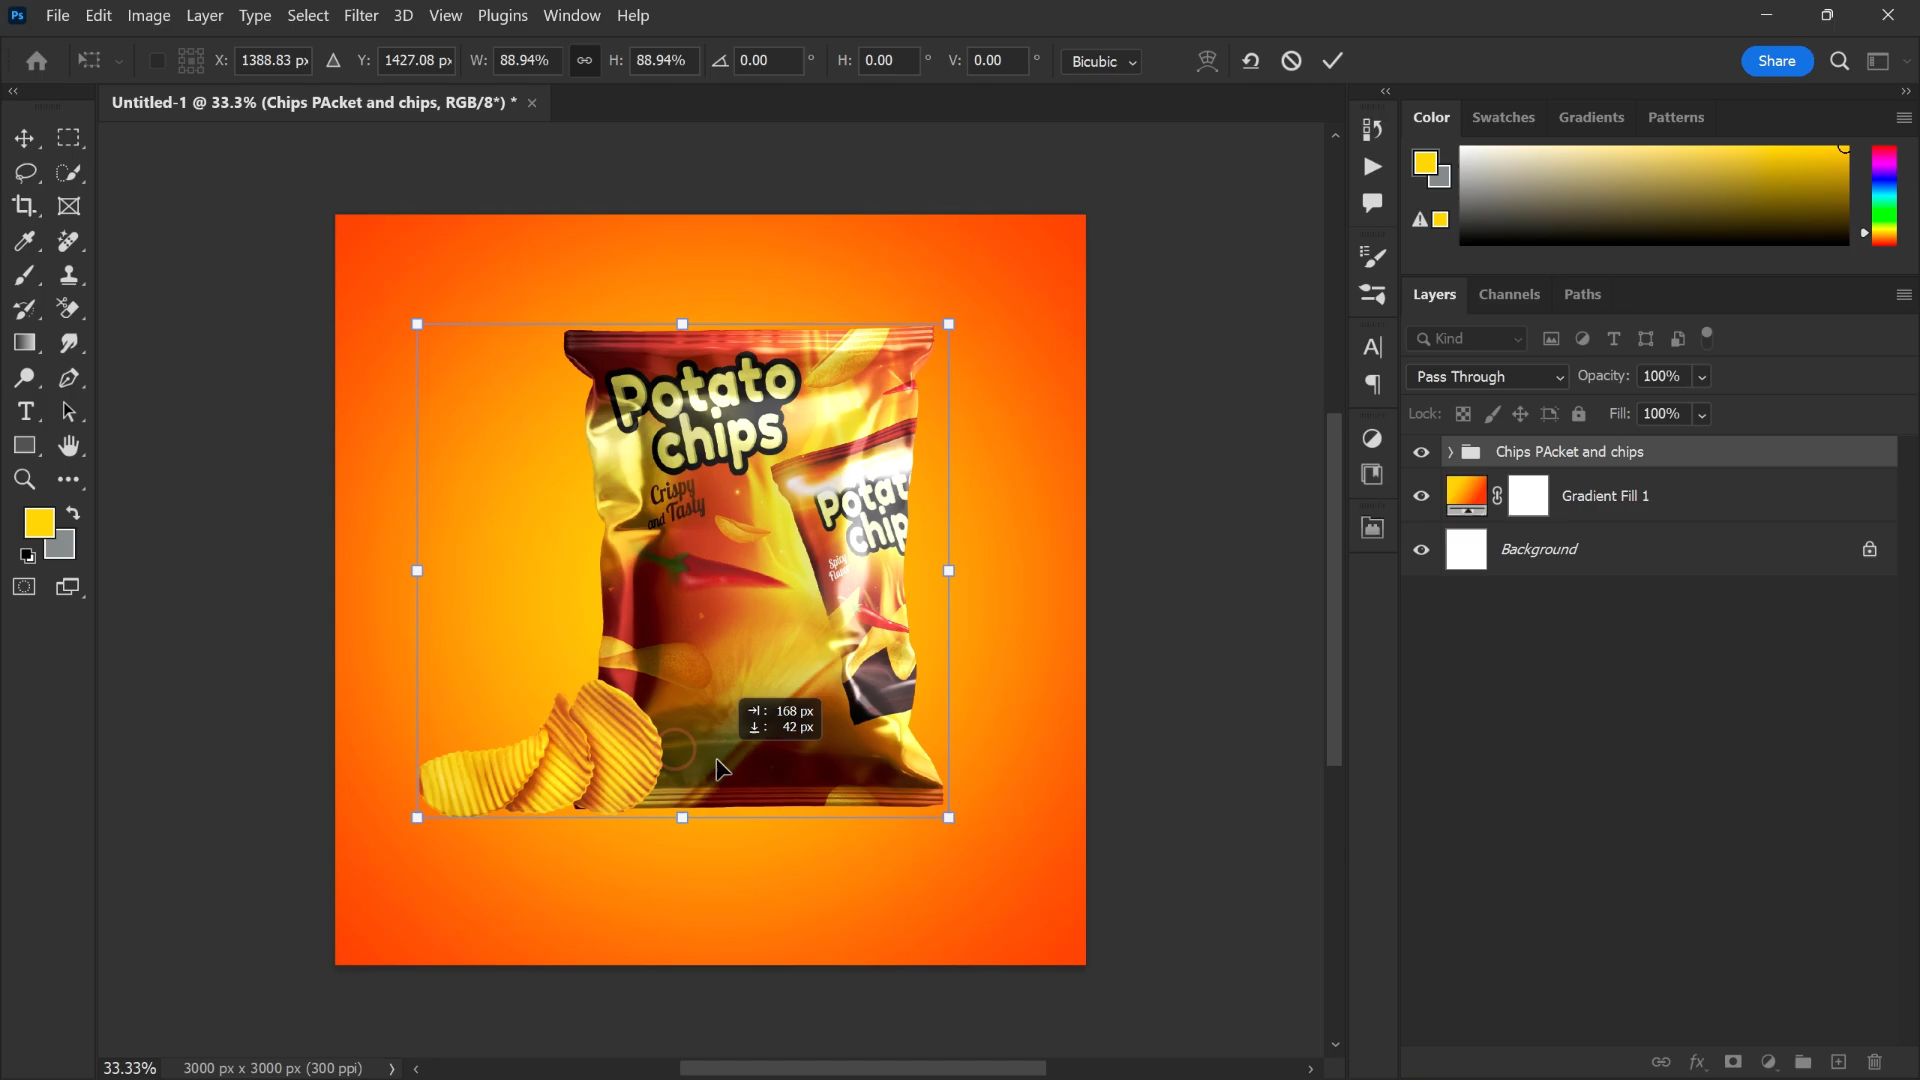 Ps File Edit Image Layer Type Select Filter 3D View Plugins Window Help
X: 1388.83 px Y: 1427.08 px W: 88.94% H: 88.94% 0.00 ° H: 0.00 ° V: 0.00 ° Bicubic Share
Untitled-1 @ 33.3% (Chips PAcket and chips, RGB/8*) * ×
Color Swatches Gradients Patterns
Layers Channels Paths
Kind
Pass Through Opacity: 100%
Lock: Fill: 100%
Chips PAcket and chips
Gradient Fill 1
Background
Potato
chips
Crispy
and Tasty
Potat
chip
Spicy
: 168 px
: 42 px
33.33% 3000 px x 3000 px (300 ppi)